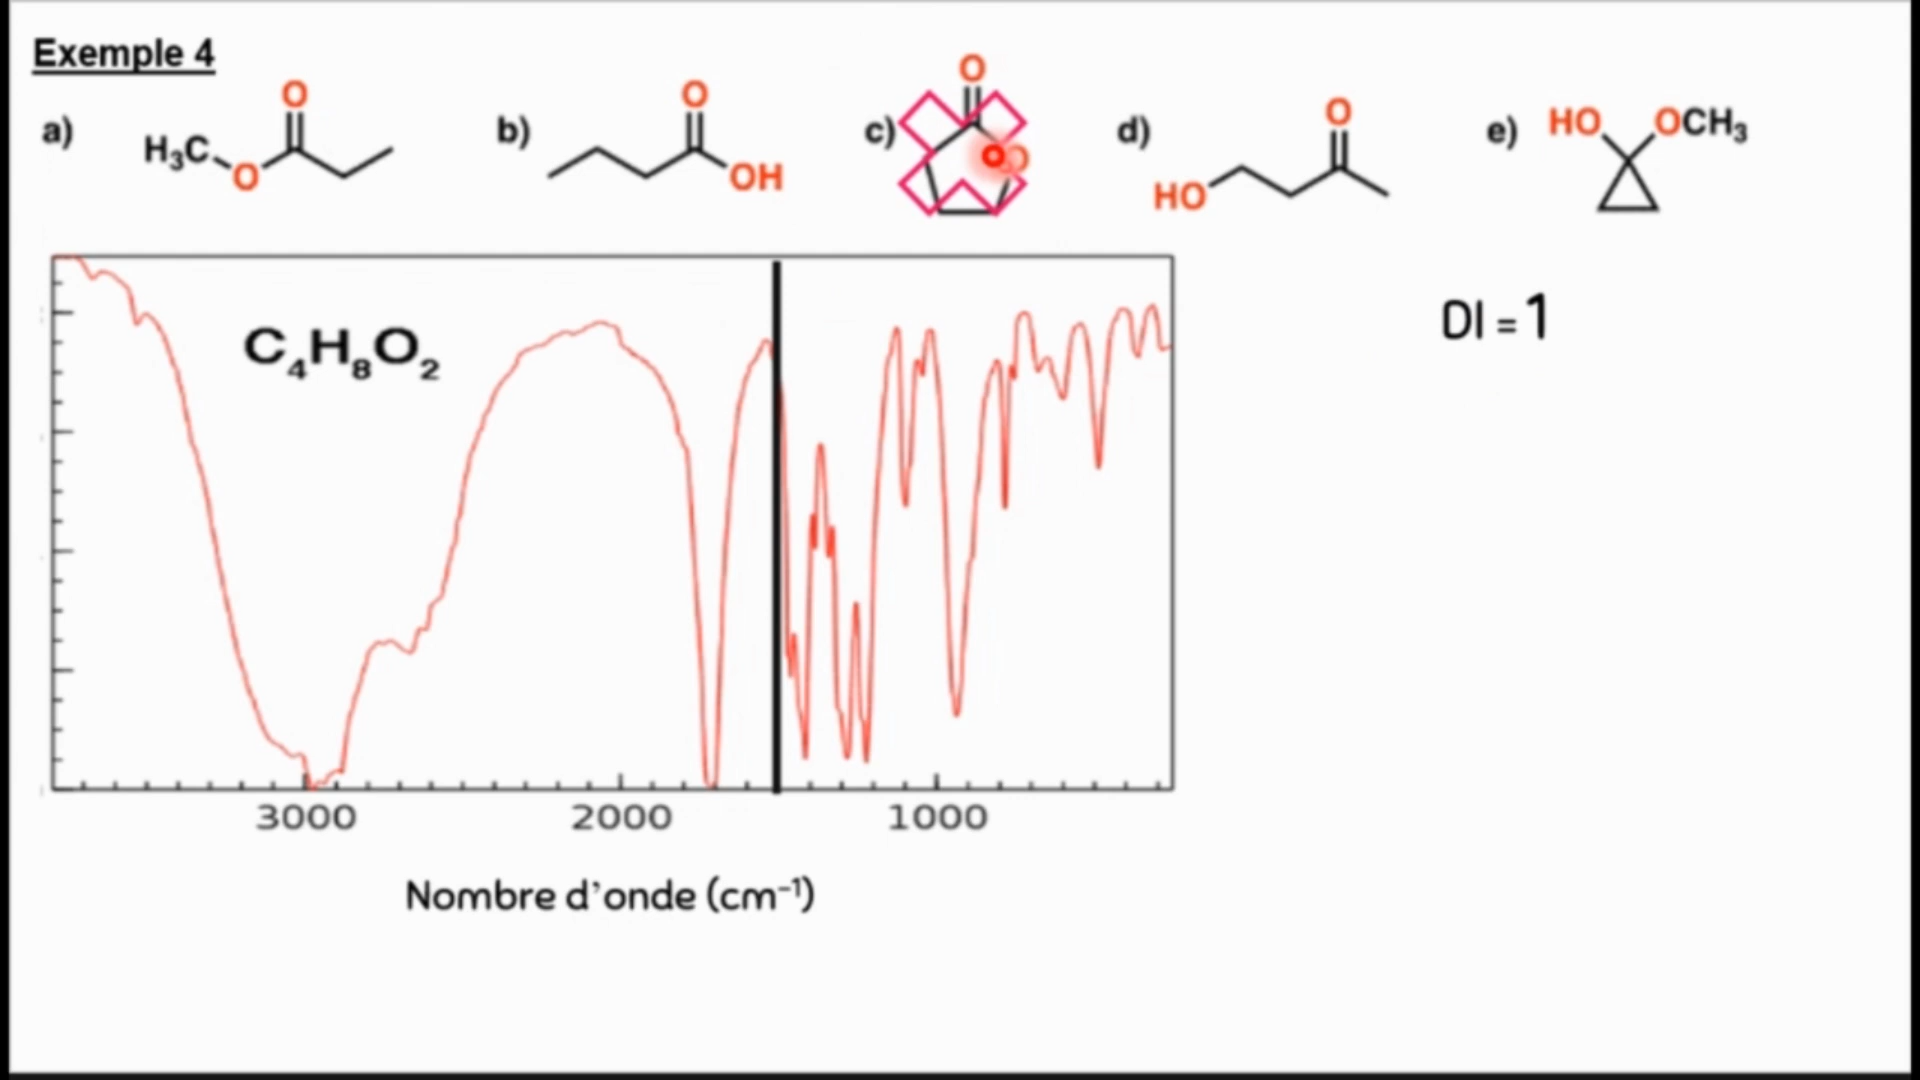 Exemple 4
a) H₃C O O
b) O OH
c) O O
d) HO O
e) HO OCH₃
C₄H₈O₂
DI = 1
3000 2000 1000
Nombre d'onde (cm⁻¹)